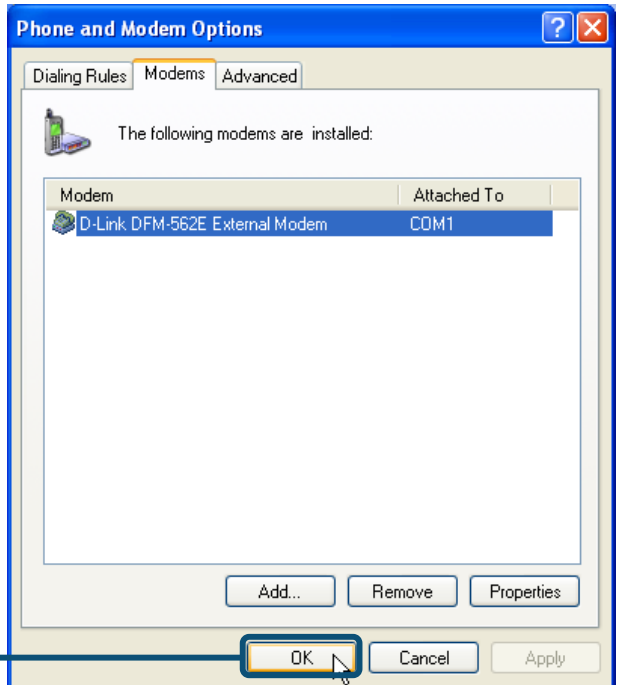 Phone and Modem Options
Dialing Rules Modems Advanced
The following modems are installed:
Modem Attached To
D-Link DFM-562E External Modem COM1
Add... Remove Properties
OK Cancel Apply